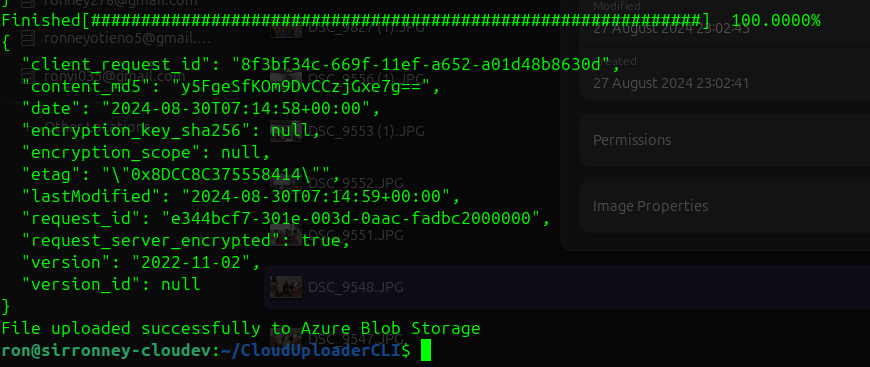 Finished[#############################################################]  100.0000%
{
  "client_request_id": "8f3bf34c-669f-11ef-a652-a01d48b8630d",
  "content_md5": "y5FgeSfKOm9DvCCzjGXe7g==",
  "date": "2024-08-30T07:14:58+00:00",
  "encryption_key_sha256": null,
  "encryption_scope": null,
  "etag": "\"0x8DCC8C375558414\"",
  "lastModified": "2024-08-30T07:14:59+00:00",
  "request_id": "e344bcf7-301e-003d-0aac-fadbc2000000",
  "request_server_encrypted": true,
  "version": "2022-11-02",
  "version_id": null
}
File uploaded successfully to Azure Blob Storage
ron@sirronney-cloudev:~/CloudUploaderCLI$
ronney278@gmail.com
ronneyotieno5@gmail....
ronvi035@gmail.com
Other Locations
DSC_9827 (1).JPG
DSC_9556 (1).JPG
DSC_9553 (1).JPG
DSC_9552.JPG
DSC_9551.JPG
DSC_9548.JPG
DSC_9547.JPG
Modified
27 August 2024 23:02:45
Created
27 August 2024 23:02:41
Permissions
Image Properties